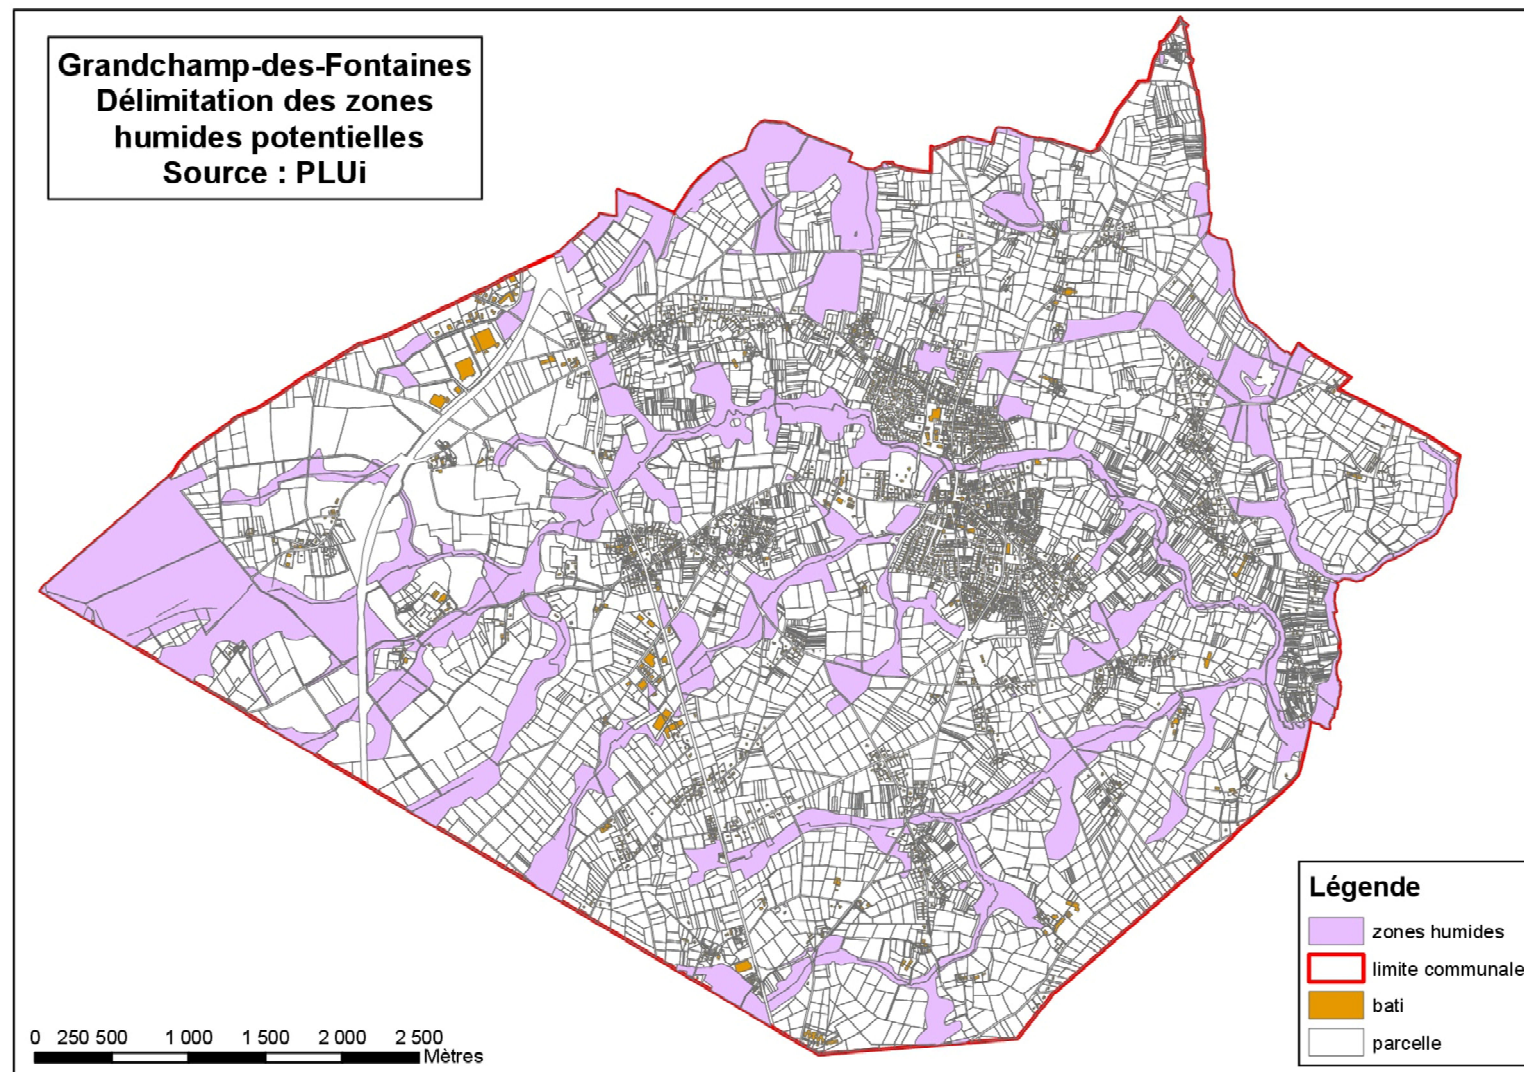 Grandchamp-des-Fontaines
Délimitation des zones
humides potentielles
Source : PLUi
Légende
zones humides
limite communale
bati
parcelle
0 250 500 1 000 1 500 2 000 2 500
Mètres